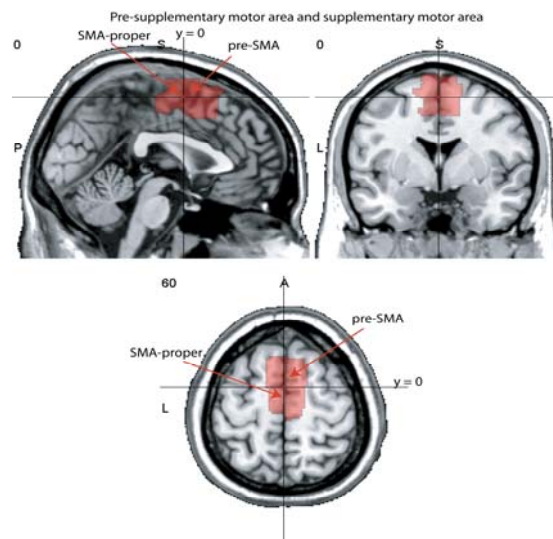 Pre-supplementary motor area and supplementary motor area
SMA-proper y = 0 pre-SMA
0 S
P
0 S
L
60 A
pre-SMA
SMA-proper
y = 0
L